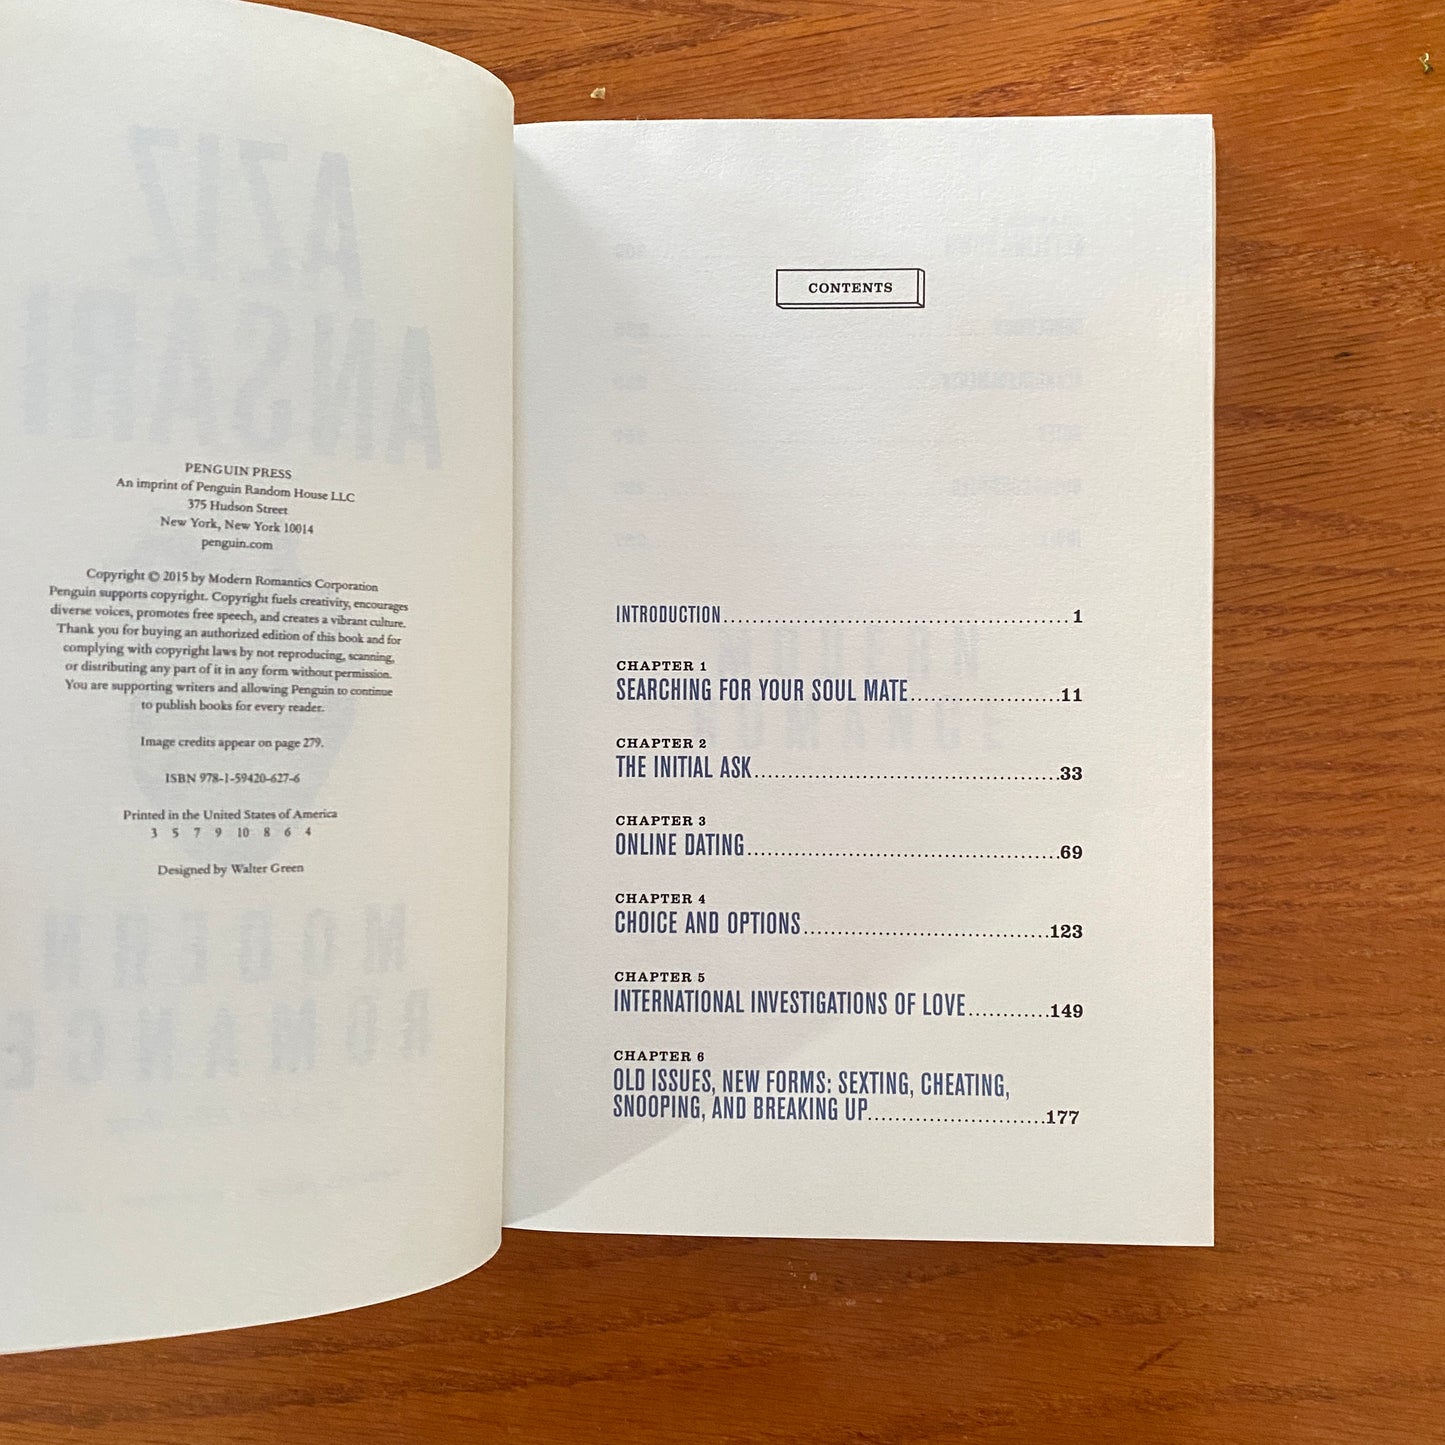 PENGUIN PRESS
An imprint of Penguin Random House LLC
375 Hudson Street
New York, New York 10014
penguin.com
Copyright © 2015 by Modern Romantics Corporation
Penguin supports copyright. Copyright fuels creativity, encourages
diverse voices, promotes free speech, and creates a vibrant culture.
Thank you for buying an authorized edition of this book and for
complying with copyright laws by not reproducing, scanning,
or distributing any part of it in any form without permission.
You are supporting writers and allowing Penguin to continue
to publish books for every reader.
Image credits appear on page 279.
ISBN 978-1-59420-627-6
Printed in the United States of America
3 5 7 9 10 8 6 4
Designed by Walter Green
AZIZ
ANSARI
MODERN
ROMANCE
CONTENTS
INTRODUCTION 1
CHAPTER 1
SEARCHING FOR YOUR SOUL MATE 11
CHAPTER 2
THE INITIAL ASK 33
CHAPTER 3
ONLINE DATING 69
CHAPTER 4
CHOICE AND OPTIONS 123
CHAPTER 5
INTERNATIONAL INVESTIGATIONS OF LOVE 149
CHAPTER 6
OLD ISSUES, NEW FORMS: SEXTING, CHEATING,
SNOOPING, AND BREAKING UP 177